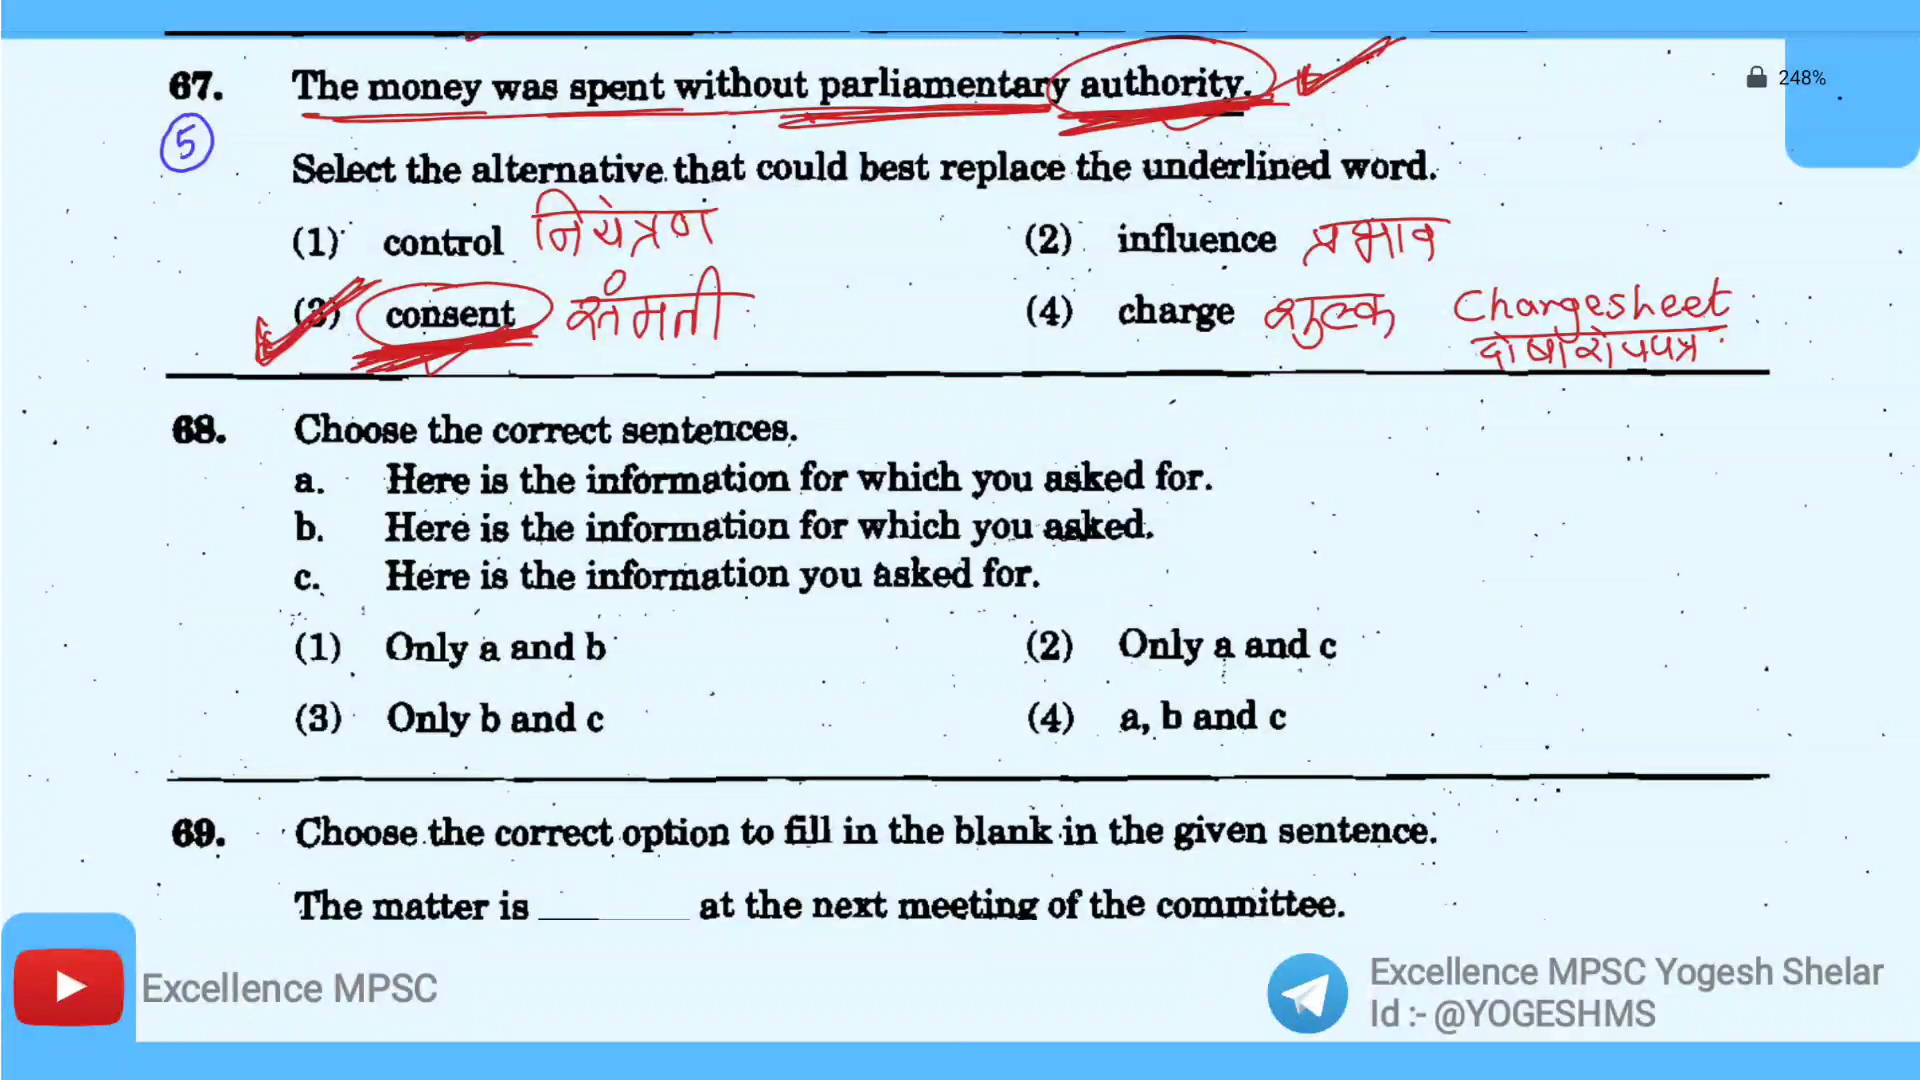 67. The money was spent without parliamentary authority.
248%
5
Select the alternative that could best replace the underlined word.
(1) control नियंत्रण (2) influence प्रभाव
(3) consent संमती (4) charge शुल्क Chargesheet
दोषारोपपत्र
68. Choose the correct sentences.
a. Here is the information for which you asked for.
b. Here is the information for which you asked.
c. Here is the information you asked for.
(1) Only a and b (2) Only a and c
(3) Only b and c (4) a, b and c
69. Choose the correct option to fill in the blank in the given sentence.
The matter is ________ at the next meeting of the committee.
Excellence MPSC
Excellence MPSC Yogesh Shelar
Id :- @YOGESHMS